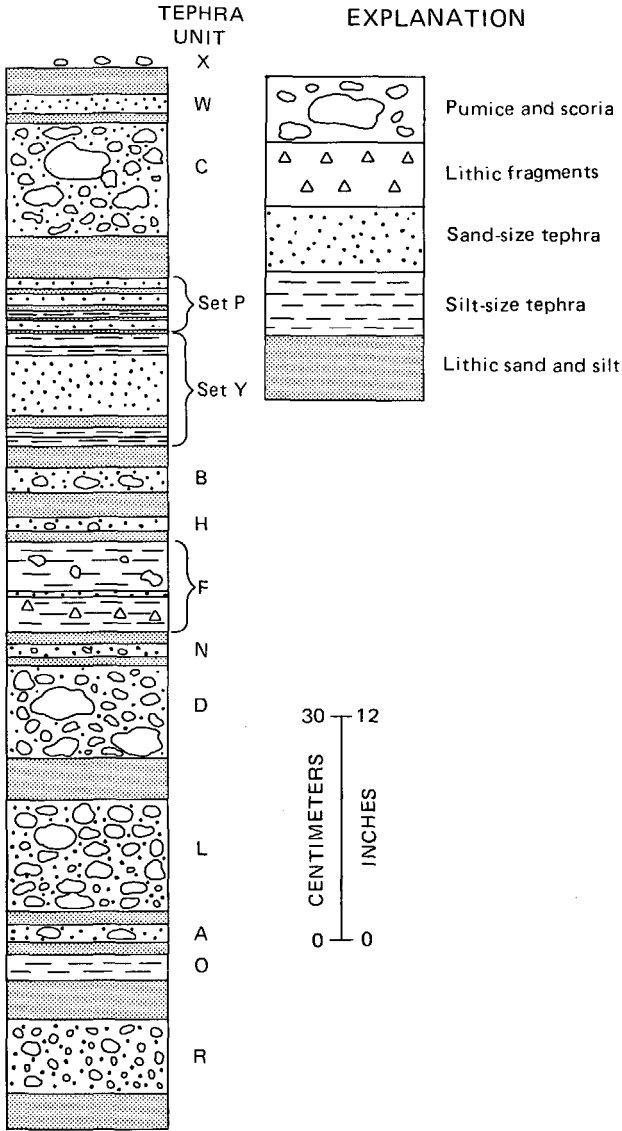 TEPHRA
UNIT
X
W
C
Set P
Set Y
B
H
F
N
D
L
A
O
R
EXPLANATION
Pumice and scoria
Lithic fragments
Sand-size tephra
Silt-size tephra
Lithic sand and silt
30 12
CENTIMETERS
INCHES
0 0